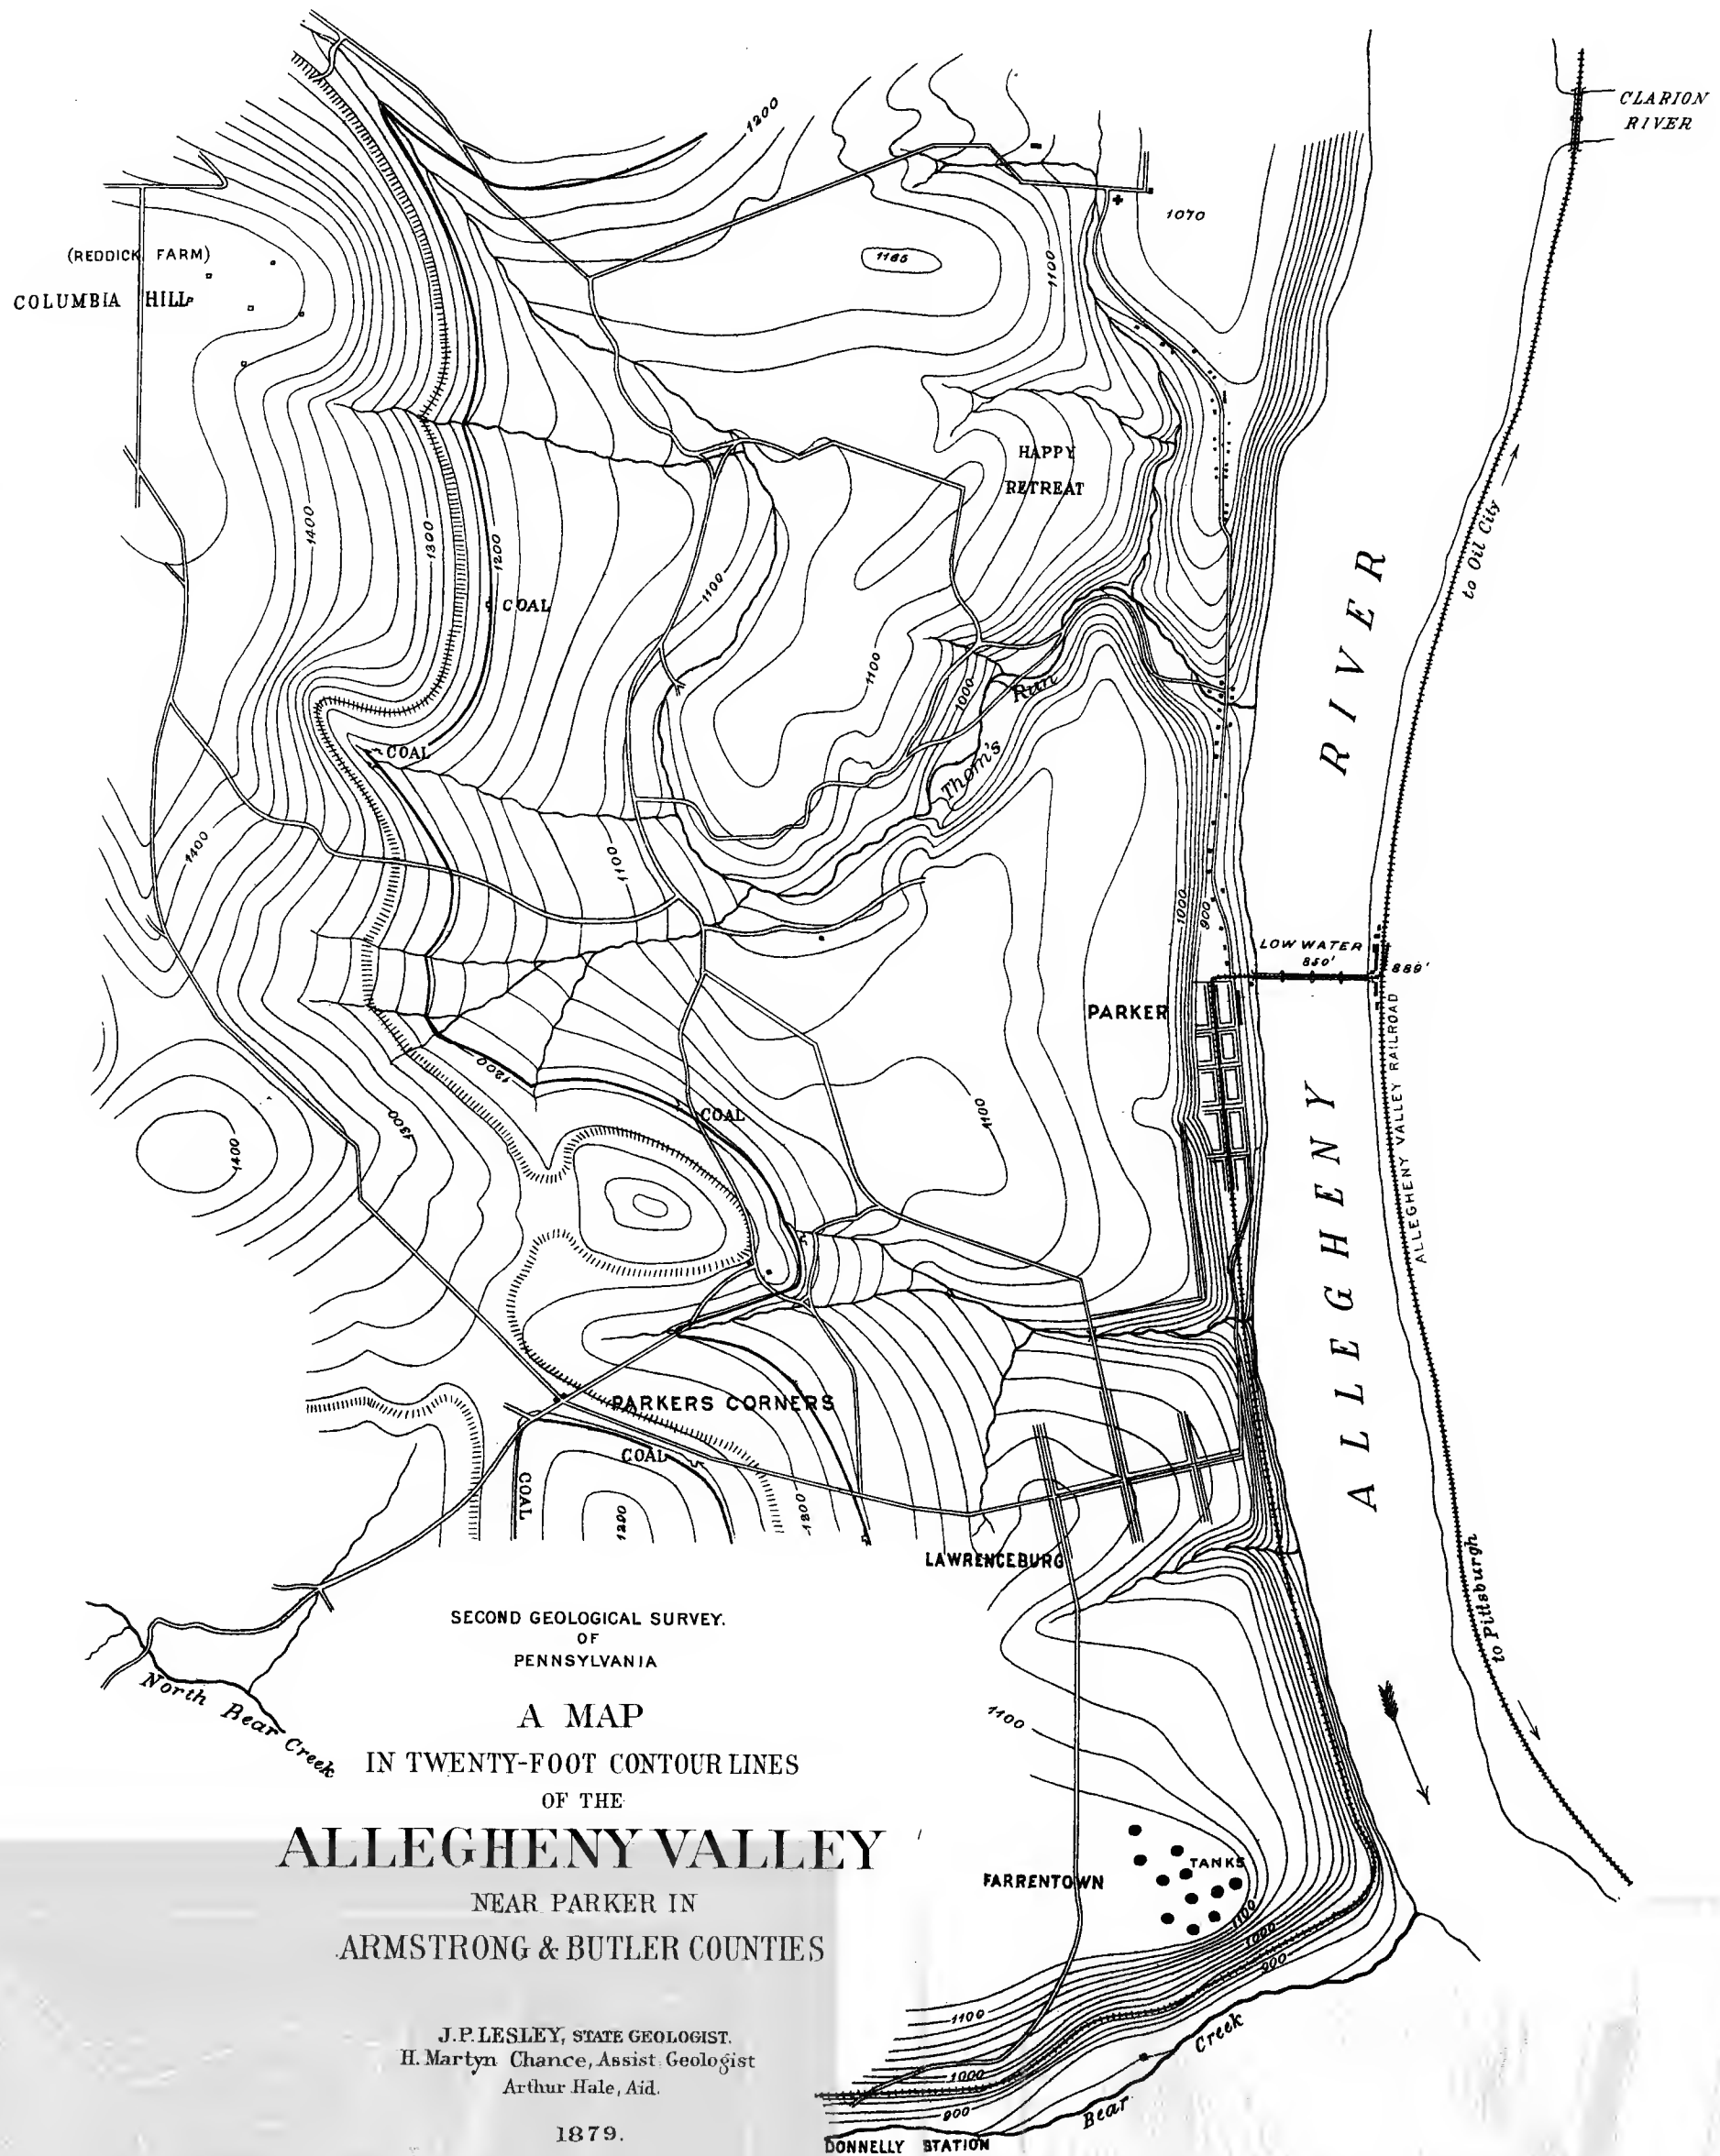 CLARION
RIVER
1200
1070
(REDDICK FARM)
1165
1100
COLUMBIA HILL
HAPPY
RETREAT
1400
1300
1200
to Oil City
1100
COAL
RIVER
1100
1000
Run
COAL
Thom's
1400
1100
1000
900
LOW WATER
850'
889'
PARKER
ALLEGHENY VALLEY RAILROAD
1200
1300
COAL
1100
1400
ALLEGHENY
PARKERS CORNERS
COAL
COAL
1200
1200
LAWRENCEBURG
to Pittsburgh
North Bear Creek
1100
SECOND GEOLOGICAL SURVEY.
OF
PENNSYLVANIA
A MAP
IN TWENTY-FOOT CONTOUR LINES
OF THE
ALLEGHENY VALLEY
NEAR PARKER IN
ARMSTRONG & BUTLER COUNTIES
J.P. LESLEY, STATE GEOLOGIST.
H. Martyn Chance, Assist. Geologist
Arthur Hale, Aid.
1879.
TANKS
FARRENTOWN
1100
1000
900
1100
1000
900
Bear Creek
DONNELLY STATION